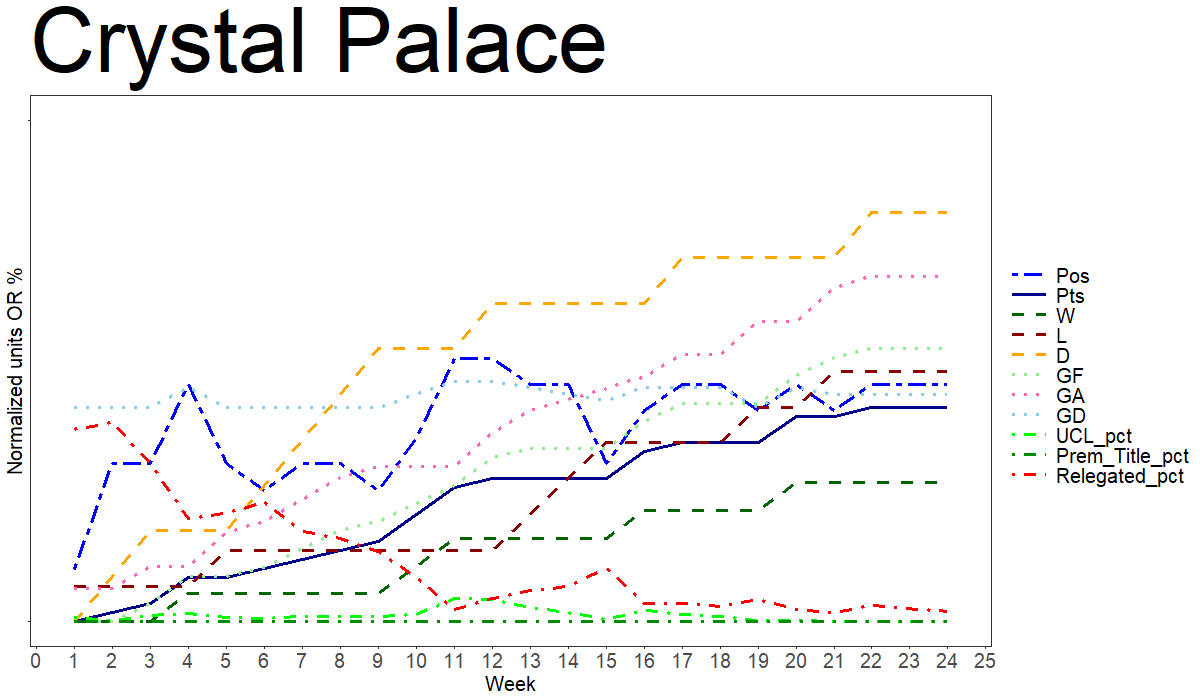 Crystal Palace
Normalized units OR %
Pos
Pts
W
L
D
GF
GA
GD
UCL_pct
Prem_Title_pct
Relegated_pct
0 1 2 3 4 5 6 7 8 9 10 11 12 13 14 15 16 17 18 19 20 21 22 23 24 25
Week